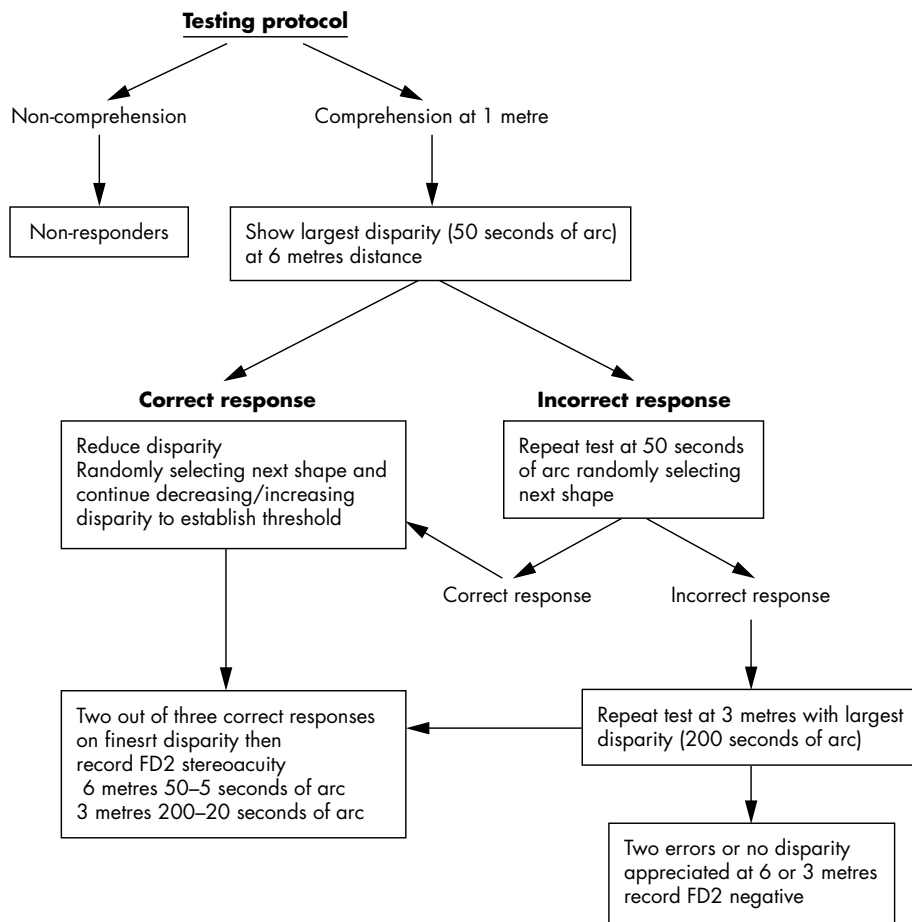 Testing protocol
Non-comprehension
Comprehension at 1 metre
Non-responders
Show largest disparity (50 seconds of arc)
at 6 metres distance
Correct response
Incorrect response
Reduce disparity
Randomly selecting next shape and
continue decreasing/increasing
disparity to establish threshold
Repeat test at 50 seconds
of arc randomly selecting
next shape
Correct response
Incorrect response
Two out of three correct responses
on finesrt disparity then
record FD2 stereoacuity
6 metres 50–5 seconds of arc
3 metres 200–20 seconds of arc
Repeat test at 3 metres with largest
disparity (200 seconds of arc)
Two errors or no disparity
appreciated at 6 or 3 metres
record FD2 negative